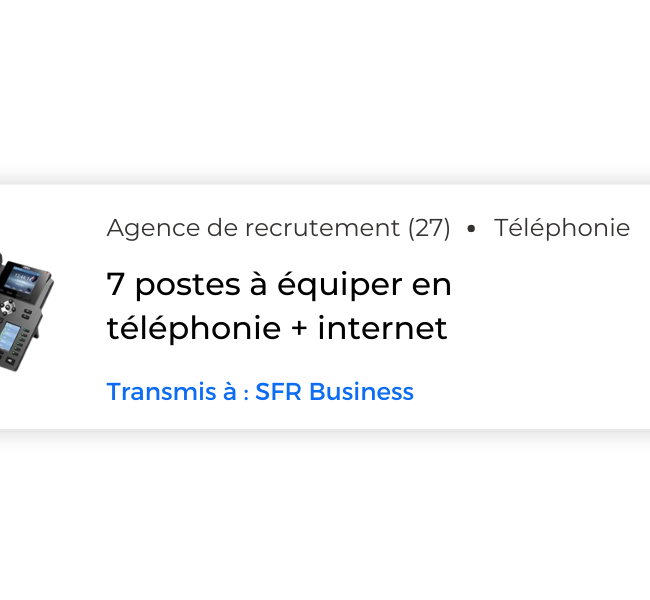 Agence de recrutement (27) • Téléphonie
7 postes à équiper en
téléphonie + internet
Transmis à : SFR Business